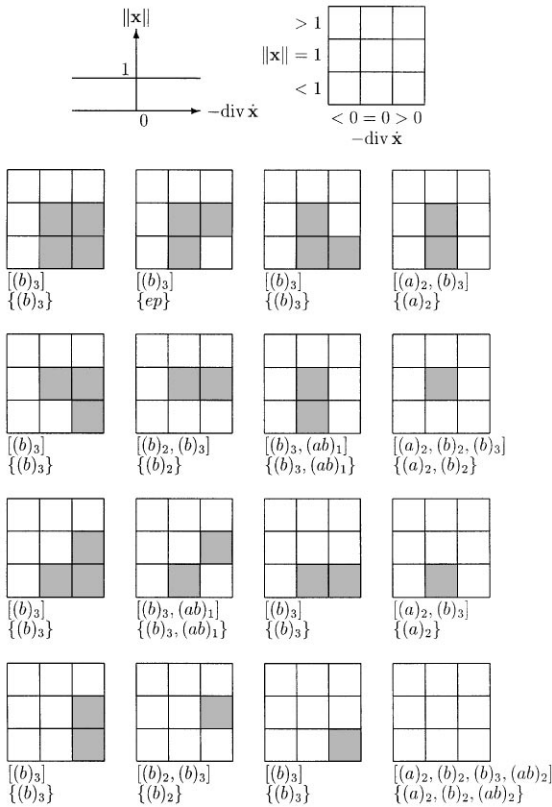 ‖x‖
1
0
−div ẋ
> 1
‖x‖ = 1
< 1
< 0 = 0 > 0
−div ẋ
[(b)₃]
{(b)₃}
[(b)₃]
{ep}
[(b)₃]
{(b)₃}
[(a)₂, (b)₃]
{(a)₂}
[(b)₃]
{(b)₃}
[(b)₂, (b)₃]
{(b)₂}
[(b)₃, (ab)₁]
{(b)₃, (ab)₁}
[(a)₂, (b)₂, (b)₃]
{(a)₂, (b)₂}
[(b)₃]
{(b)₃}
[(b)₃, (ab)₁]
{(b)₃, (ab)₁}
[(b)₃]
{(b)₃}
[(a)₂, (b)₃]
{(a)₂}
[(b)₃]
{(b)₃}
[(b)₂, (b)₃]
{(b)₂}
[(b)₃]
{(b)₃}
[(a)₂, (b)₂, (b)₃, (ab)₂]
{(a)₂, (b)₂, (ab)₂}